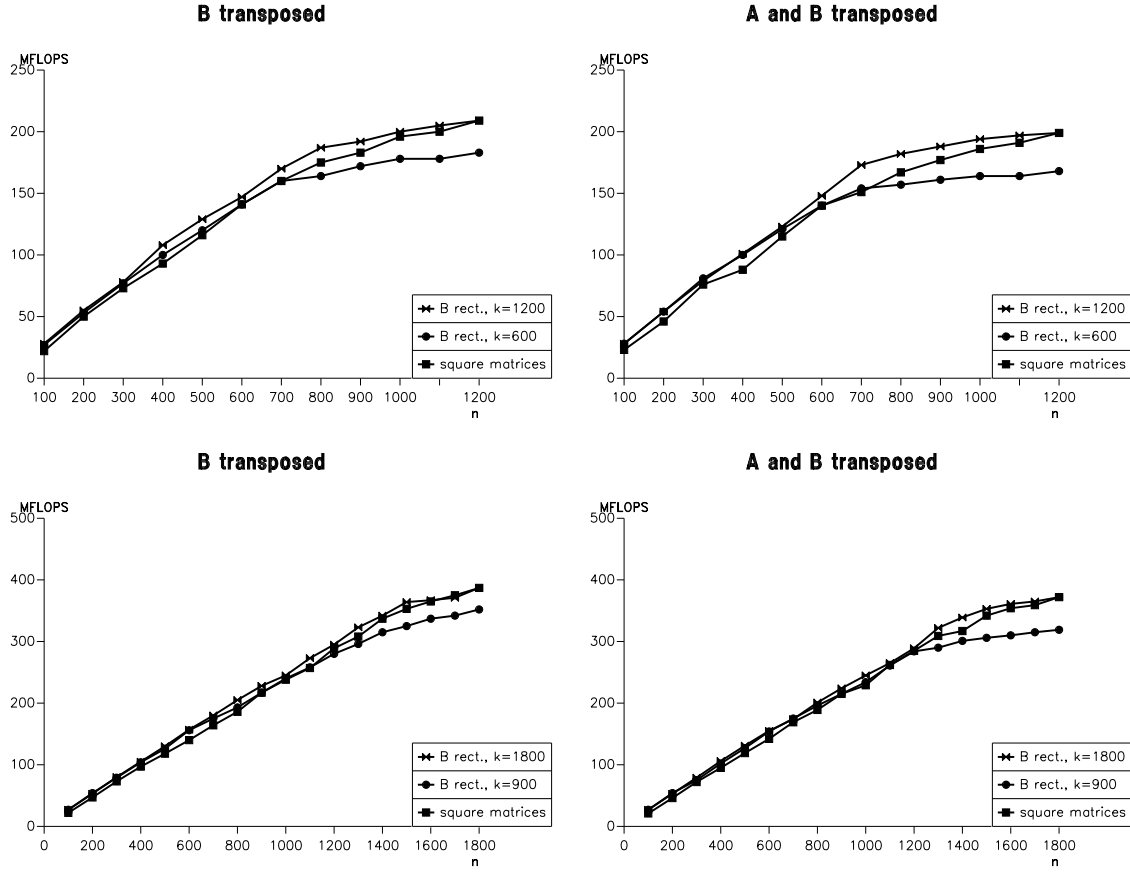 B transposed
MFLOPS
250
200
150
100
50
0
100 200 300 400 500 600 700 800 900 1000 1200
n
B rect., k=1200
B rect., k=600
square matrices
A and B transposed
MFLOPS
250
200
150
100
50
0
100 200 300 400 500 600 700 800 900 1000 1200
n
B rect., k=1200
B rect., k=600
square matrices
B transposed
MFLOPS
500
400
300
200
100
0
0 200 400 600 800 1000 1200 1400 1600 1800
n
B rect., k=1800
B rect., k=900
square matrices
A and B transposed
MFLOPS
500
400
300
200
100
0
0 200 400 600 800 1000 1200 1400 1600 1800
n
B rect., k=1800
B rect., k=900
square matrices